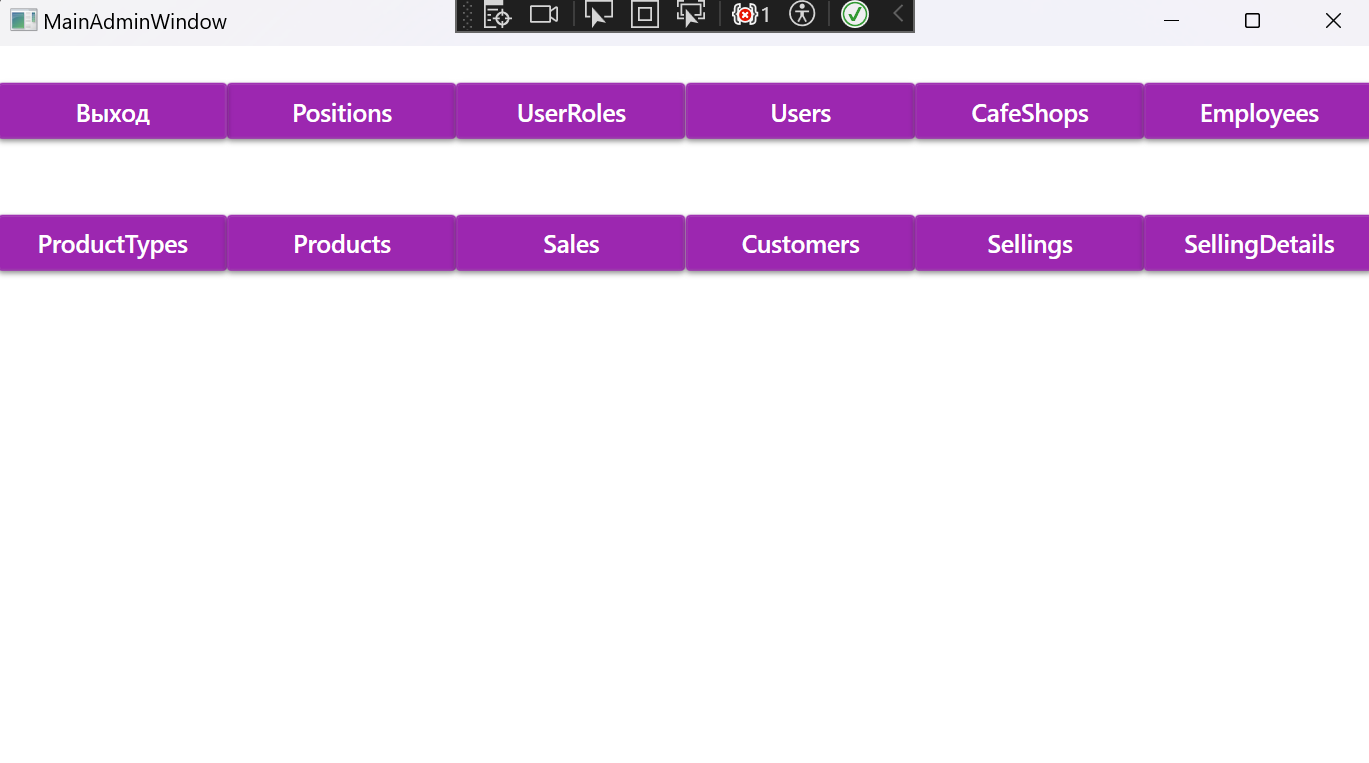 MainAdminWindow
1
Выход Positions UserRoles Users CafeShops Employees
ProductTypes Products Sales Customers Sellings SellingDetails